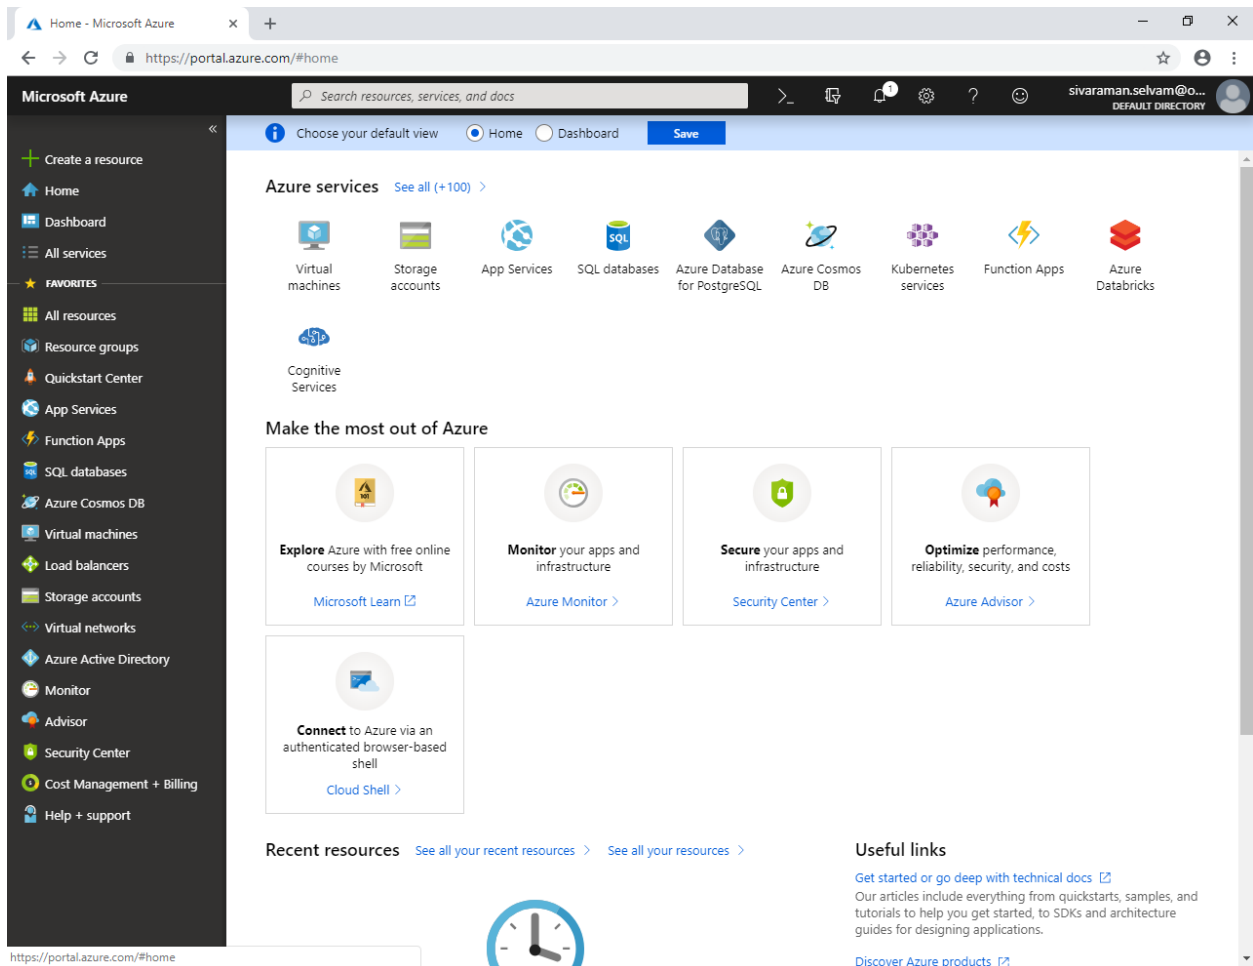 Home - Microsoft Azure
https://portal.azure.com/#home
Microsoft Azure
Search resources, services, and docs
1
sivaraman.selvam@o...
DEFAULT DIRECTORY
Choose your default view
Home
Dashboard
Save
Create a resource
Home
Dashboard
All services
FAVORITES
All resources
Resource groups
Quickstart Center
App Services
Function Apps
SQL databases
Azure Cosmos DB
Virtual machines
Load balancers
Storage accounts
Virtual networks
Azure Active Directory
Monitor
Advisor
Security Center
Cost Management + Billing
Help + support
Azure services
See all (+100)
Virtual
machines
Storage
accounts
App Services
SQL
SQL databases
Azure Database
for PostgreSQL
Azure Cosmos
DB
Kubernetes
services
Function Apps
Azure
Databricks
Cognitive
Services
Make the most out of Azure
101
Explore Azure with free online
courses by Microsoft
Microsoft Learn
Monitor your apps and
infrastructure
Azure Monitor
Secure your apps and
infrastructure
Security Center
Optimize performance,
reliability, security, and costs
Azure Advisor
Connect to Azure via an
authenticated browser-based
shell
Cloud Shell
Recent resources
See all your recent resources
See all your resources
Useful links
Get started or go deep with technical docs
Our articles include everything from quickstarts, samples, and
tutorials to help you get started, to SDKs and architecture
guides for designing applications.
Discover Azure products
https://portal.azure.com/#home